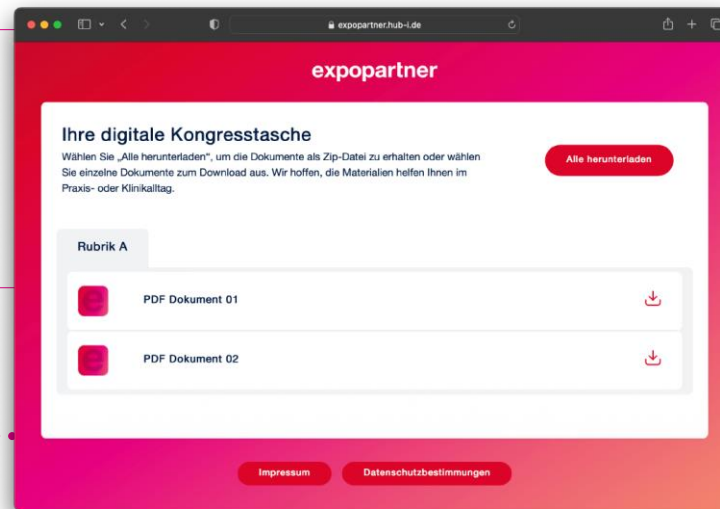 expopartner.hub-i.de
expopartner
Ihre digitale Kongresstasche
Wählen Sie „Alle herunterladen“, um die Dokumente als Zip-Datei zu erhalten oder wählen
Sie einzelne Dokumente zum Download aus. Wir hoffen, die Materialien helfen Ihnen im
Praxis- oder Klinikalltag.
Alle herunterladen
Rubrik A
e PDF Dokument 01
e PDF Dokument 02
Impressum Datenschutzbestimmungen